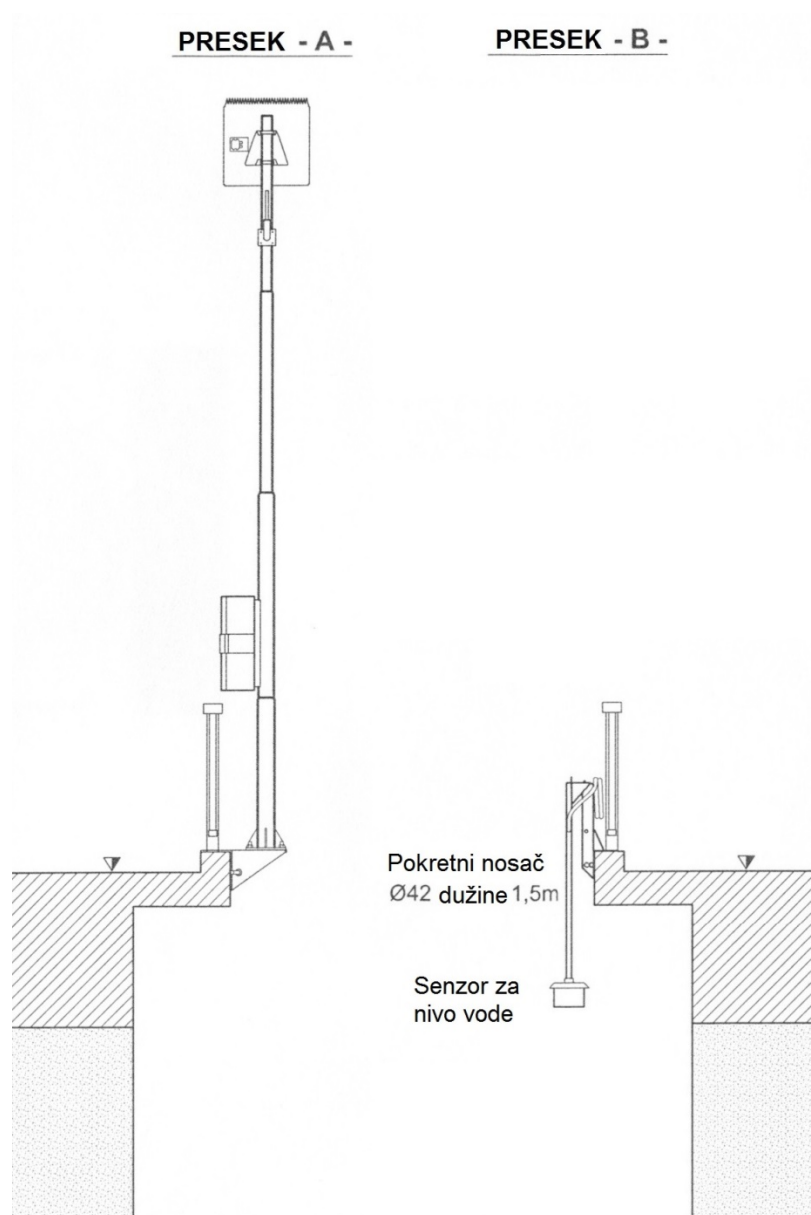 PRESEK - A -
PRESEK - B -
Pokretni nosač
Ø42 dužine 1,5m
Senzor za
nivo vode